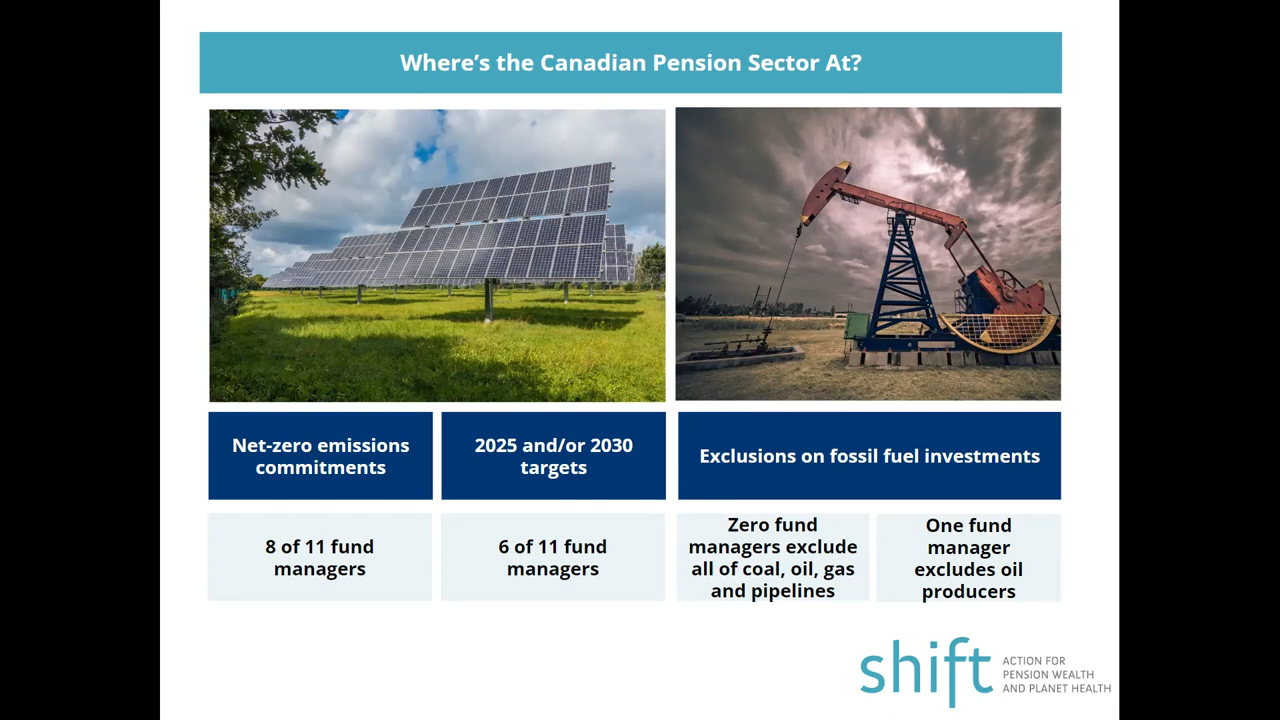 Where’s the Canadian Pension Sector At?
Net-zero emissions
commitments
2025 and/or 2030
targets
Exclusions on fossil fuel investments
8 of 11 fund
managers
6 of 11 fund
managers
Zero fund
managers exclude
all of coal, oil, gas
and pipelines
One fund
manager
excludes oil
producers
shift
ACTION FOR
PENSION WEALTH
AND PLANET HEALTH